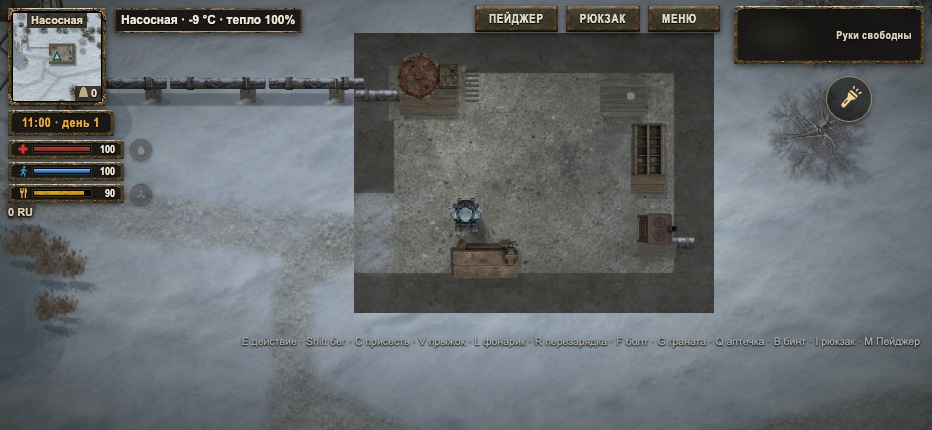 Насосная
Насосная · -9 °C · тепло 100%
ПЕЙДЖЕР
РЮКЗАК
МЕНЮ
Руки свободны
0
11:00 · день 1
100
100
90
0 RU
E действие · Shift бег · C присесть · V прыжок · L фонарик · R перезарядка · F болт · G граната · Q аптечка · B бинт · I рюкзак · M Пейджер